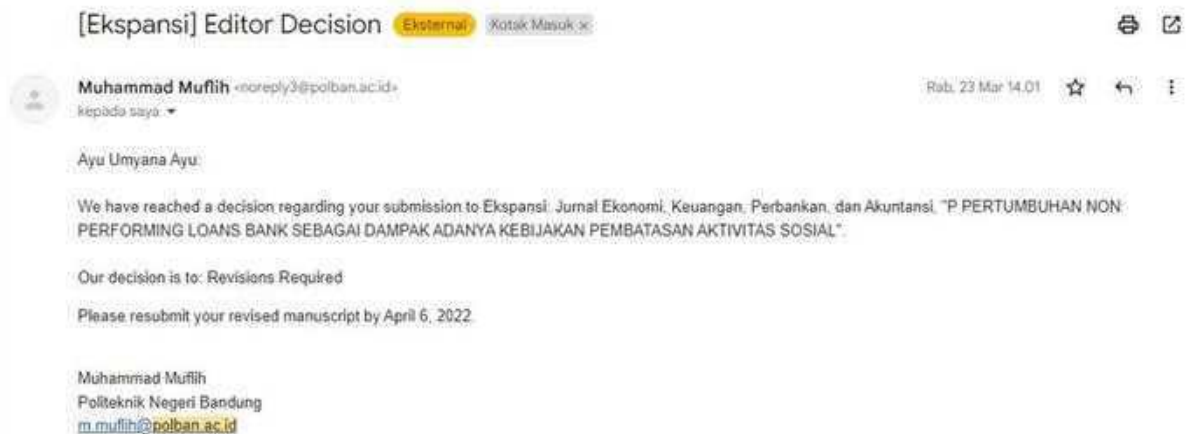 [Ekspansi] Editor Decision Eksternal Kotak Masuk ×
Muhammad Muflih <noreply3@polban.ac.id> Rab, 23 Mar 14.01
kepada saya
Ayu Umyana Ayu:
We have reached a decision regarding your submission to Ekspansi: Jurnal Ekonomi, Keuangan, Perbankan, dan Akuntansi, "P PERTUMBUHAN NON
PERFORMING LOANS BANK SEBAGAI DAMPAK ADANYA KEBIJAKAN PEMBATASAN AKTIVITAS SOSIAL".
Our decision is to: Revisions Required
Please resubmit your revised manuscript by April 6, 2022.
Muhammad Muflih
Politeknik Negeri Bandung
m.muflih@polban.ac.id